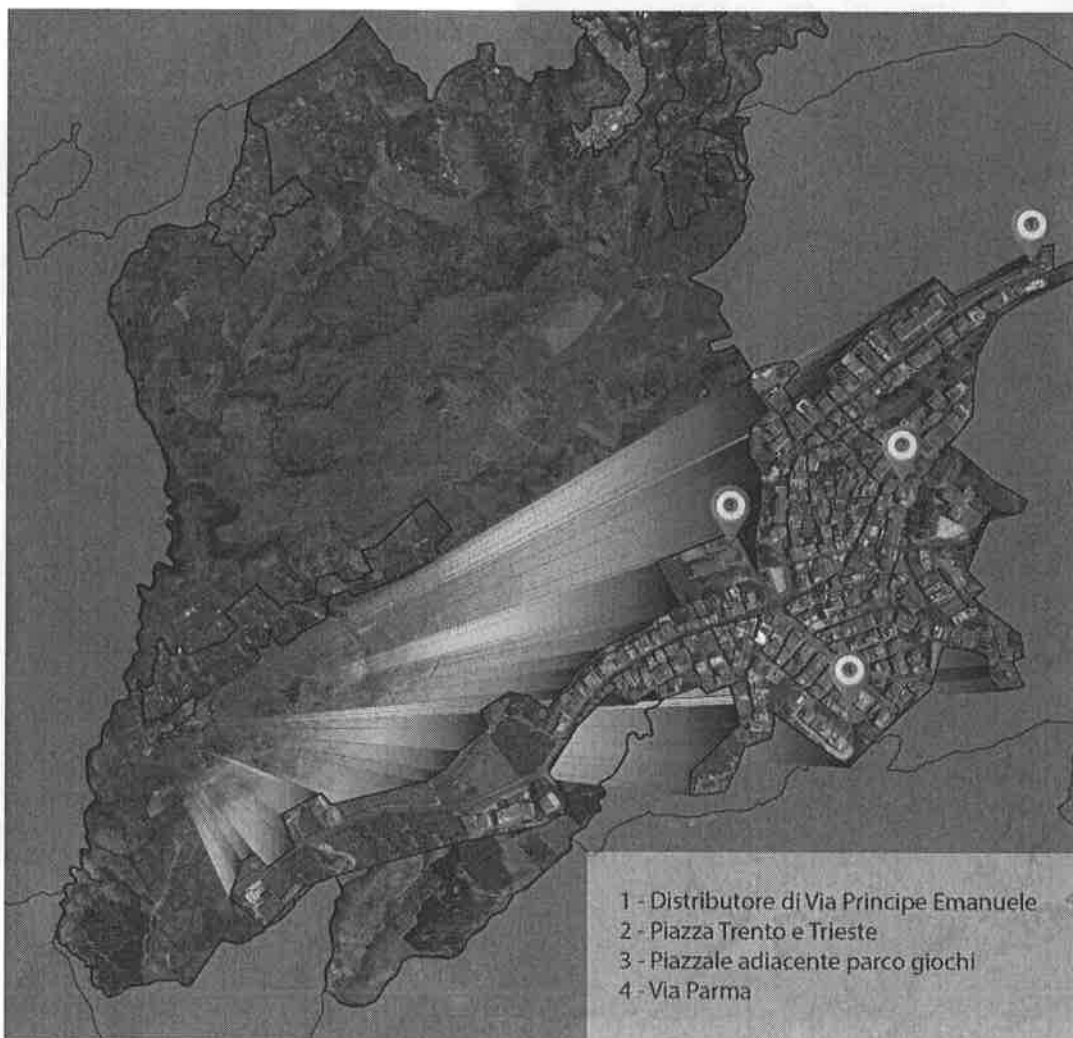 1 - Distributore di Via Principe Emanuele
2 - Piazza Trento e Trieste
3 - Piazzale adiacente parco giochi
4 - Via Parma